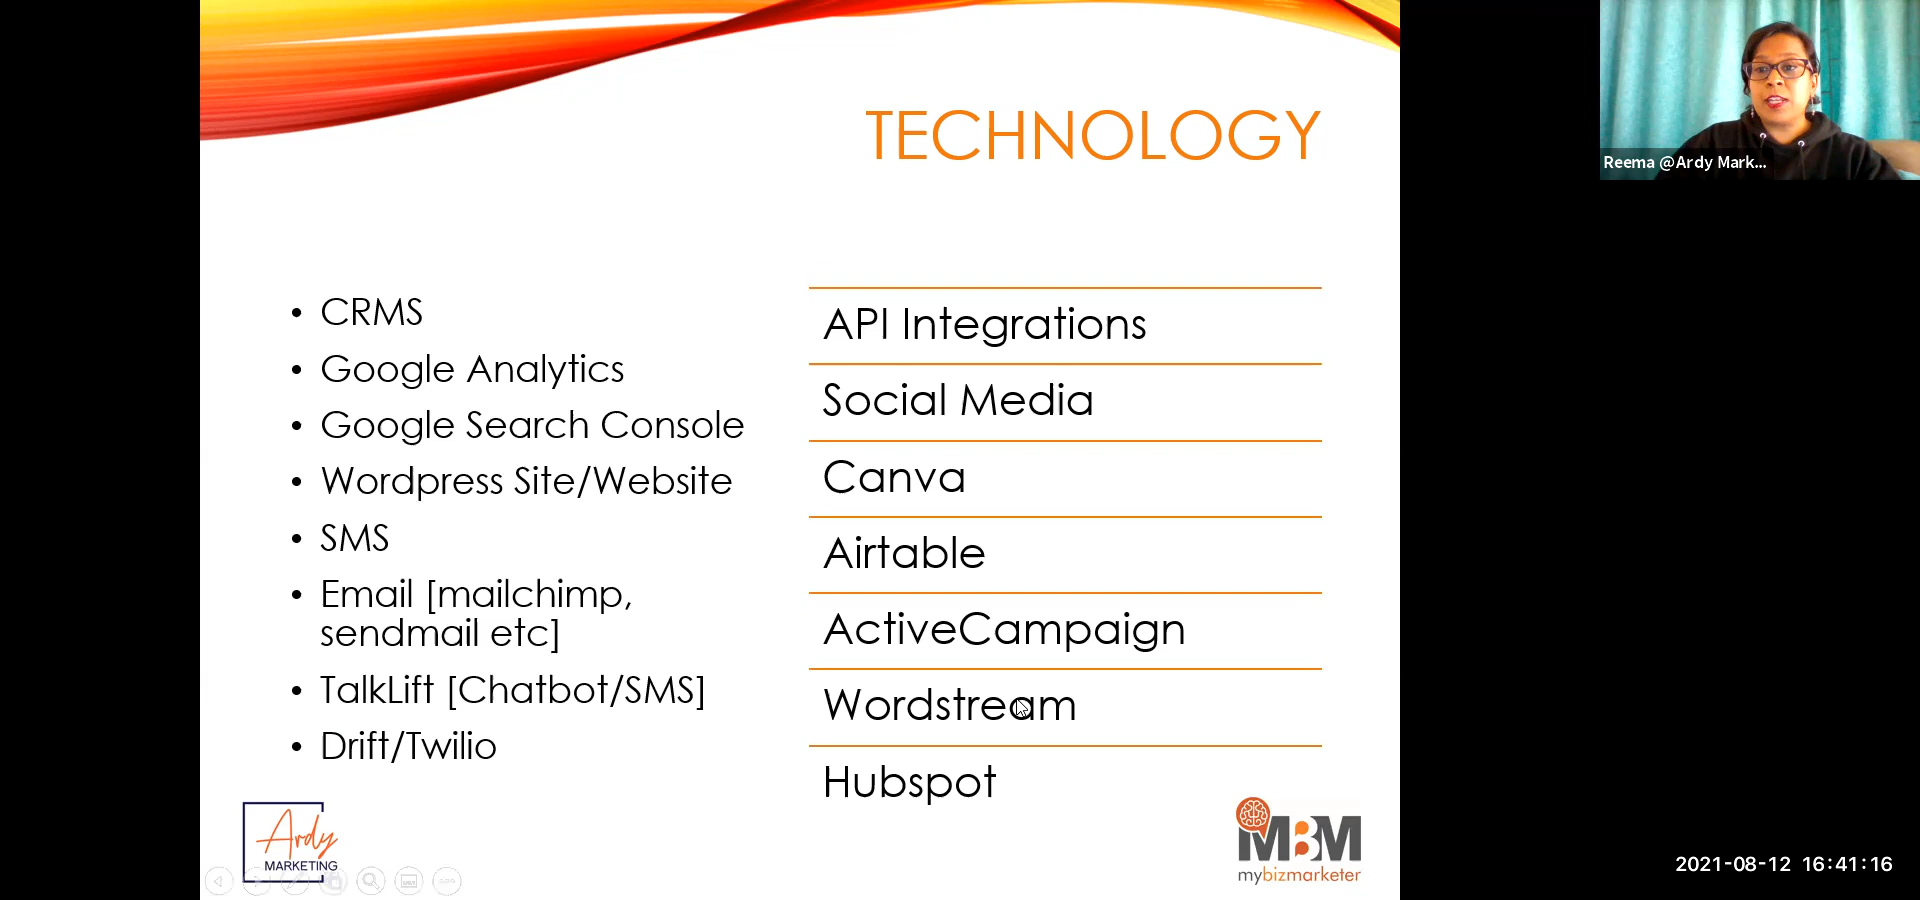 TECHNOLOGY
Reema @Ardy Mark...
• CRMS
• Google Analytics
• Google Search Console
• Wordpress Site/Website
• SMS
• Email [mailchimp,
sendmail etc]
• TalkLift [Chatbot/SMS]
• Drift/Twilio
API Integrations
Social Media
Canva
Airtable
ActiveCampaign
Wordstream
Hubspot
Ardy
MARKETING
MBM
mybizmarketer
2021-08-12 16:41:16